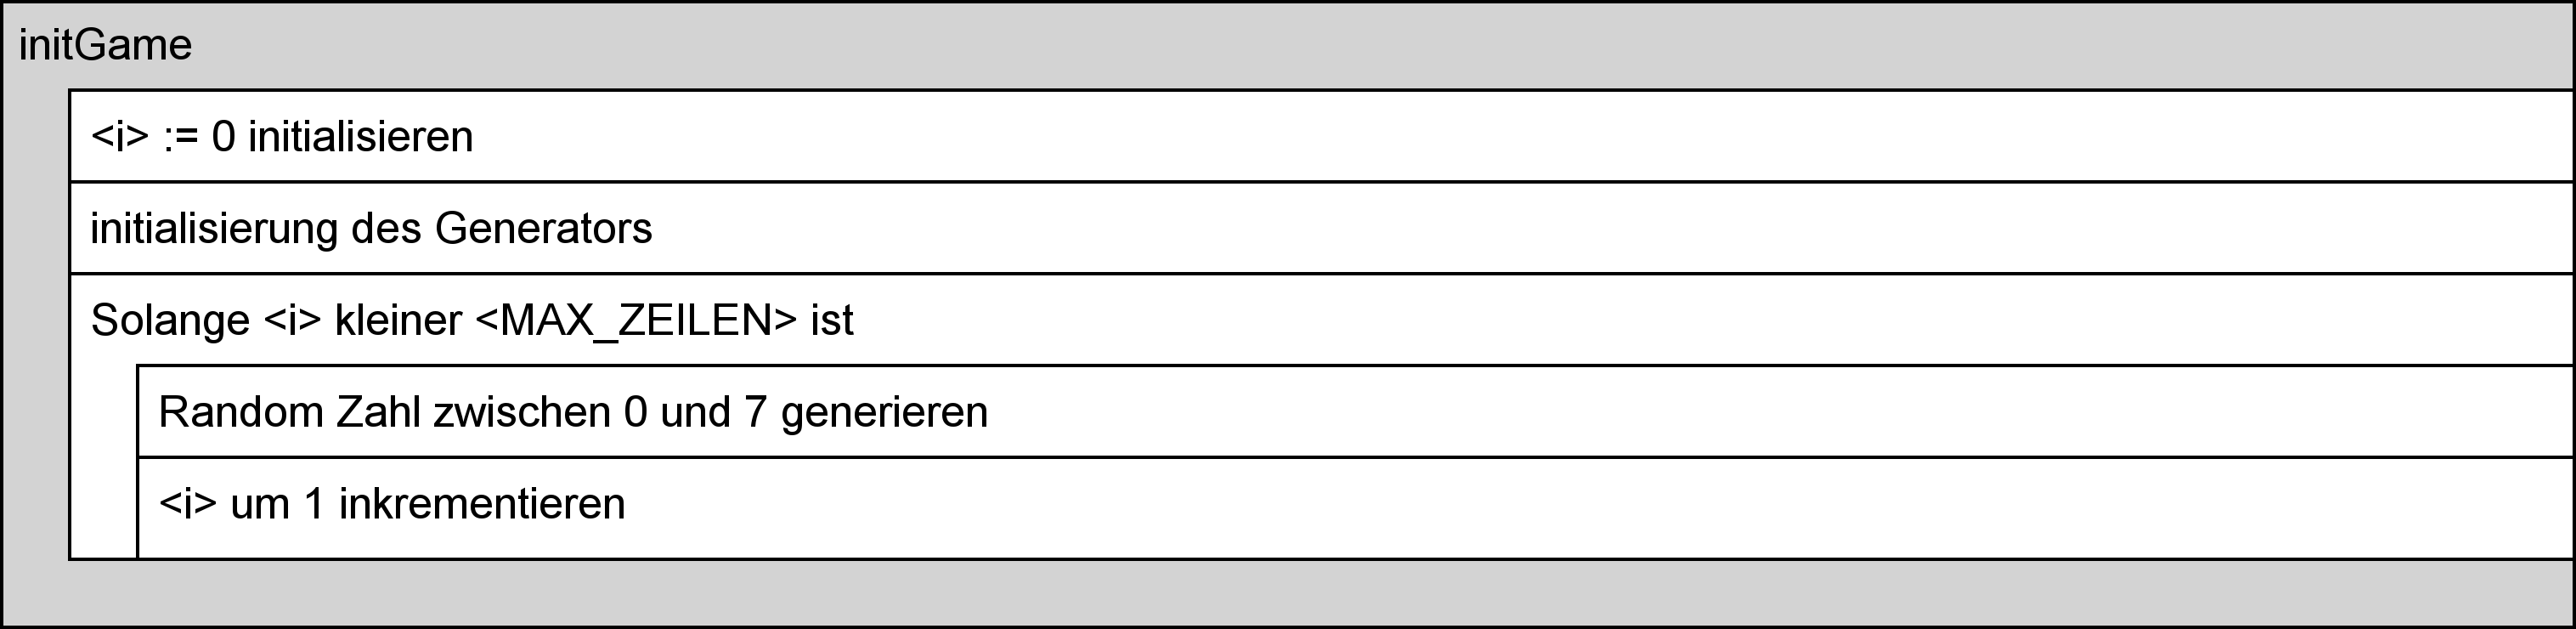 initGame
<i> := 0 initialisieren
initialisierung des Generators
Solange <i> kleiner <MAX_ZEILEN> ist
Random Zahl zwischen 0 und 7 generieren
<i> um 1 inkrementieren